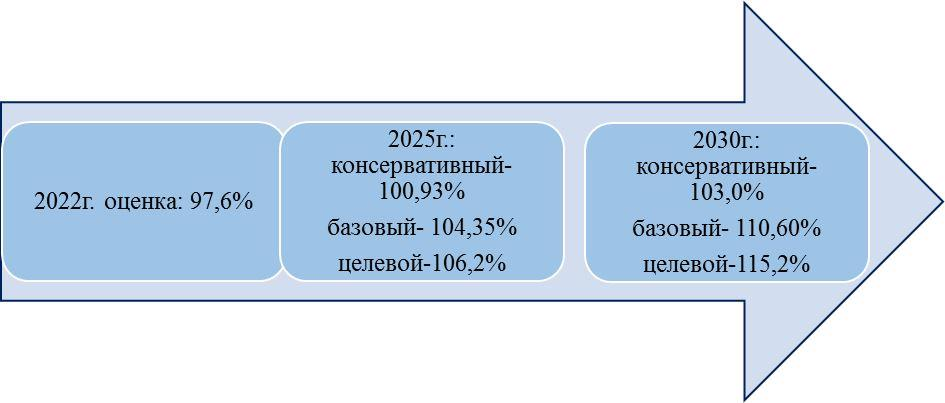 2022г. оценка: 97,6%
2025г.:
консервативный-
100,93%
базовый- 104,35%
целевой-106,2%
2030г.:
консервативный-
103,0%
базовый- 110,60%
целевой-115,2%